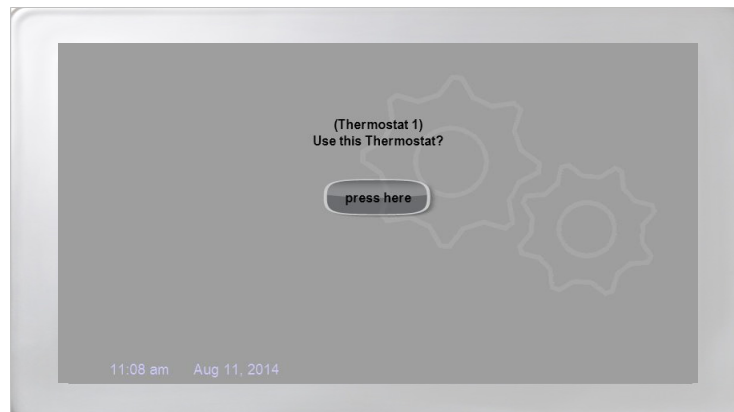 (Thermostat 1)
Use this Thermostat?
press here
11:08 am Aug 11, 2014